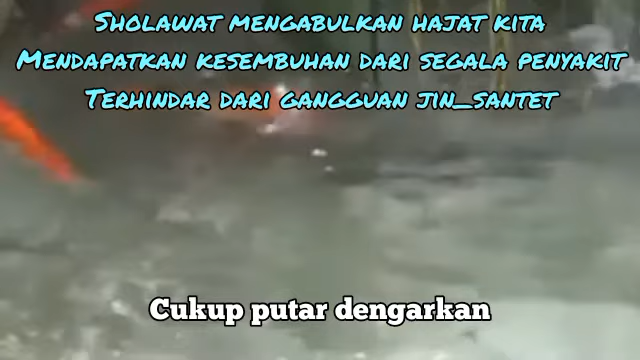 Sholawat mengabulkan hajat kita
Mendapatkan kesembuhan dari segala penyakit
Terhindar dari gangguan jin_santet
Cukup putar dengarkan